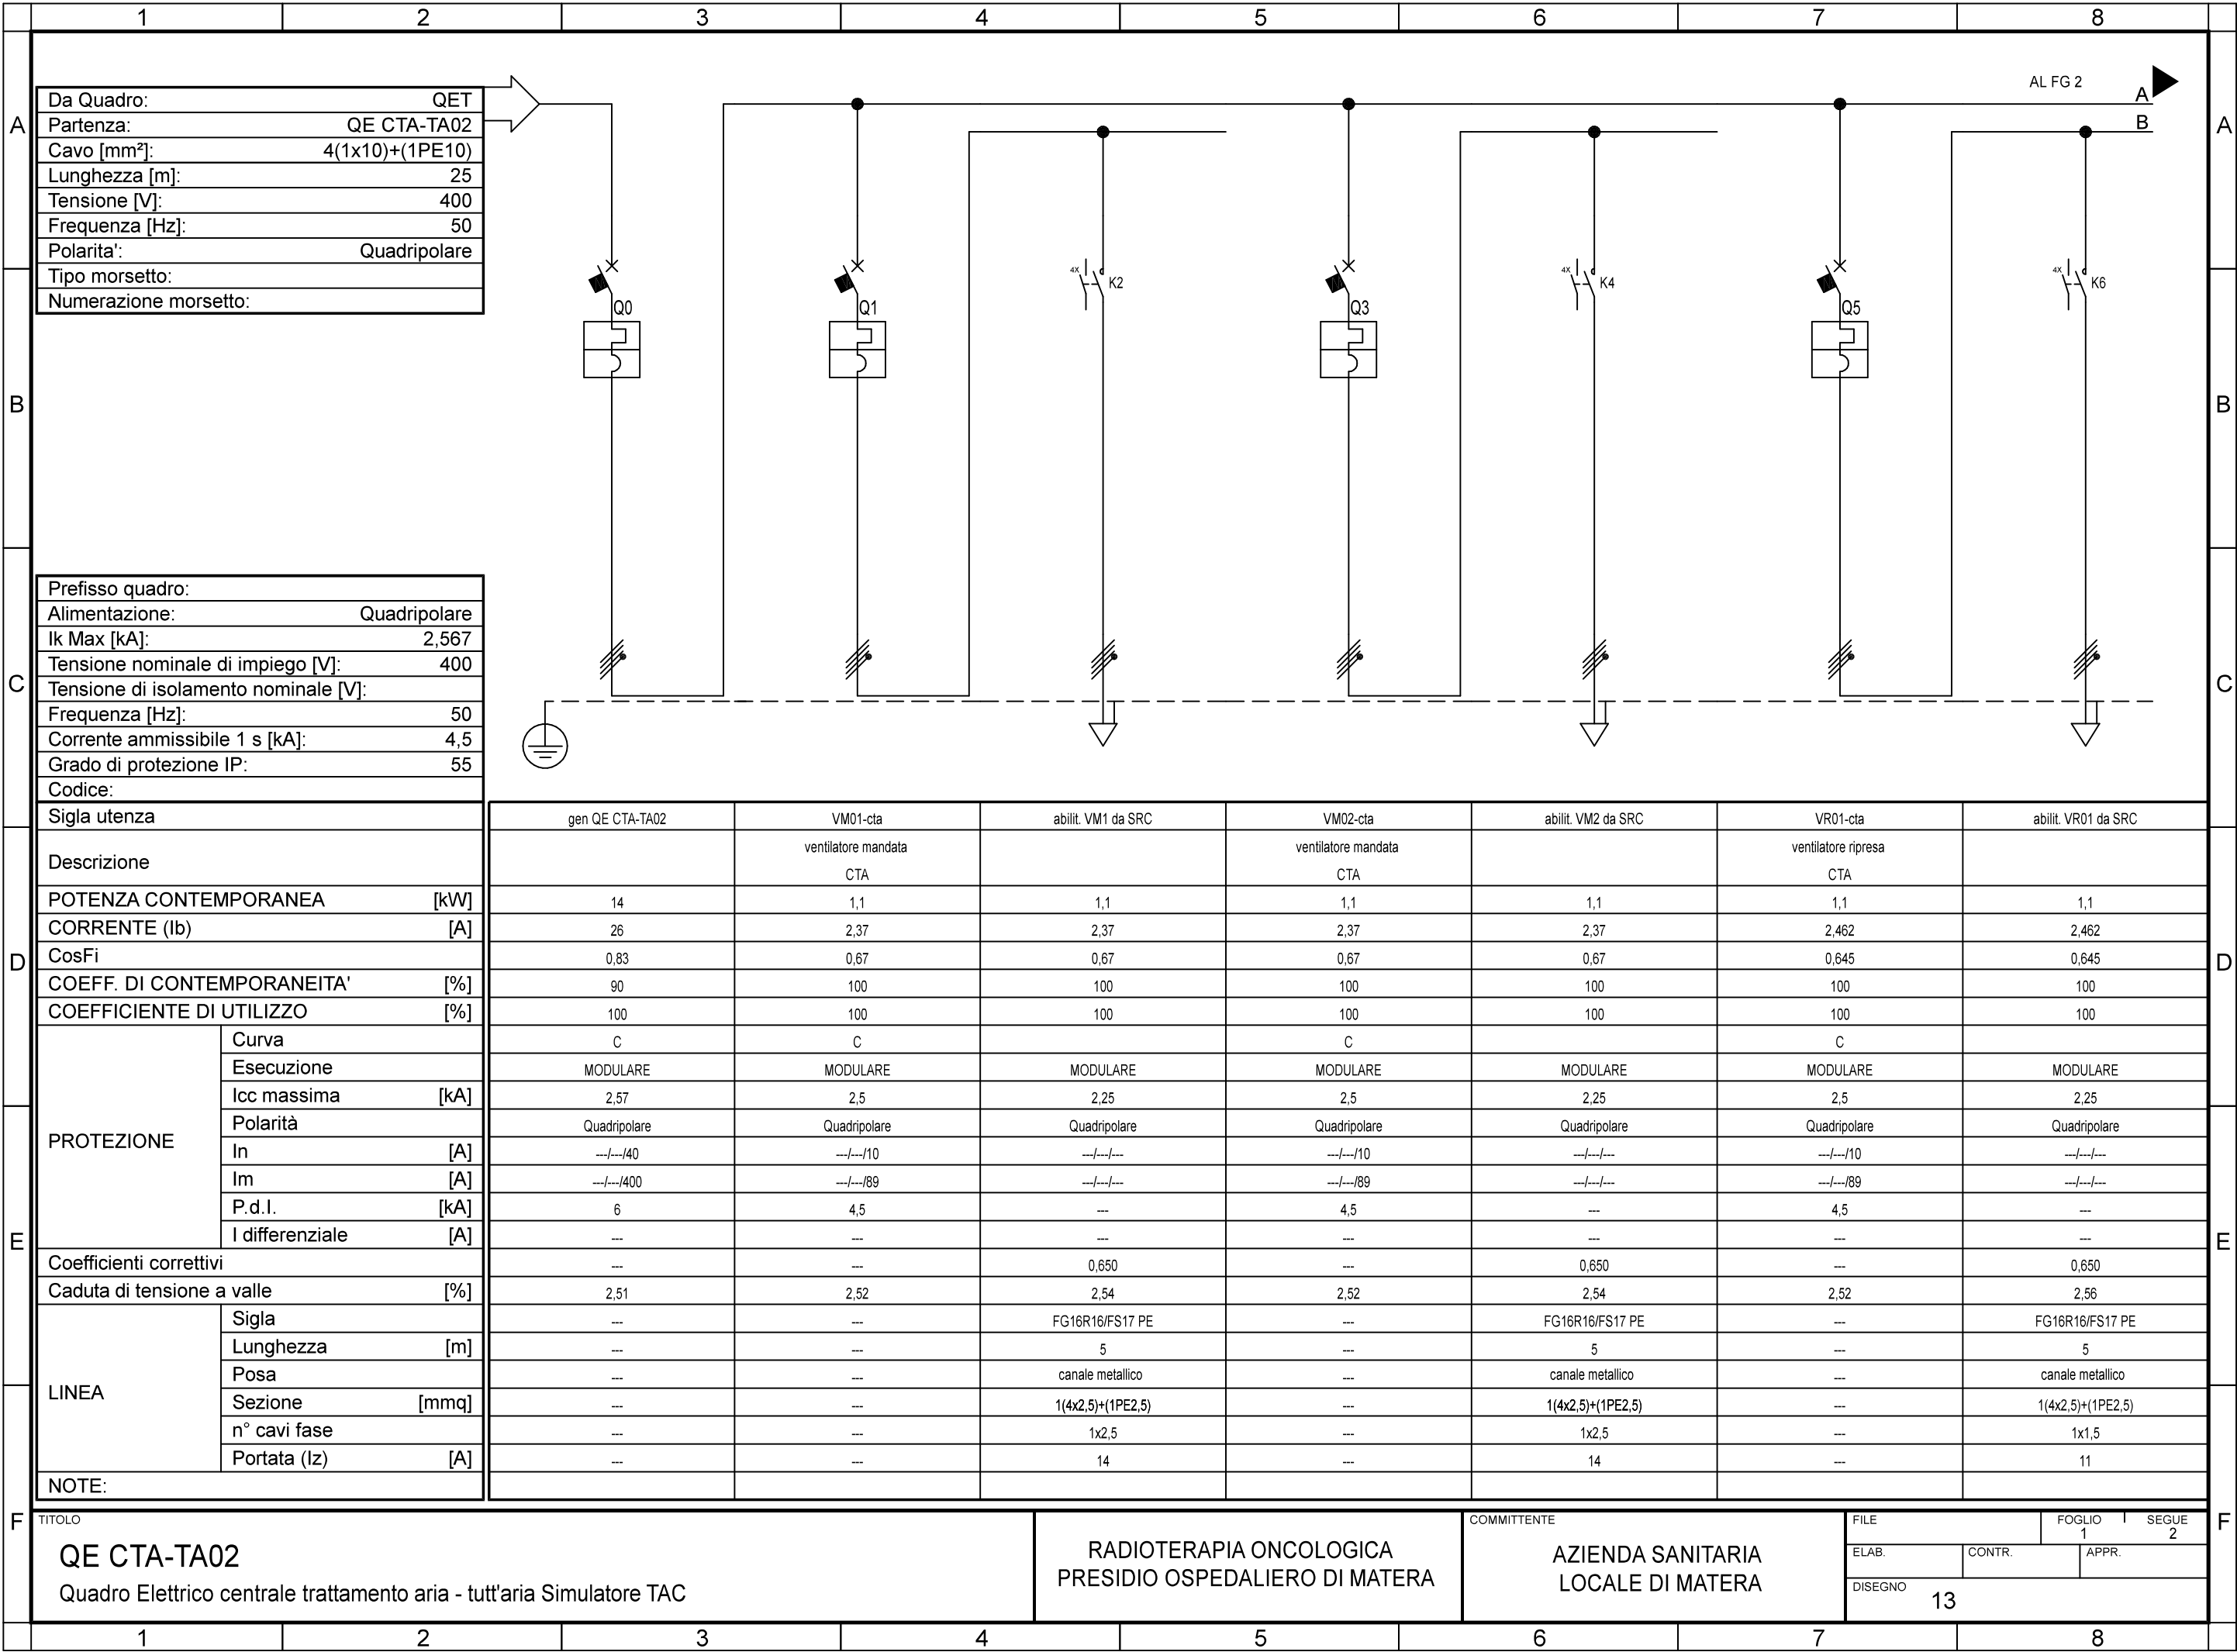 1 2 3 4 5 6 7 8
AL FG 2
A
B
A A
Da Quadro: QET
Partenza: QE CTA-TA02
Cavo [mm²]: 4(1x10)+(1PE10)
Lunghezza [m]: 25
Tensione [V]: 400
Frequenza [Hz]: 50
Polarita': Quadripolare
Tipo morsetto:
Numerazione morsetto:
4X K2 4X K4 4X K6
Q0 Q1 Q3 Q5
B B
Prefisso quadro:
Alimentazione: Quadripolare
Ik Max [kA]: 2,567
Tensione nominale di impiego [V]: 400
Tensione di isolamento nominale [V]:
Frequenza [Hz]: 50
Corrente ammissibile 1 s [kA]: 4,5
Grado di protezione IP: 55
Codice:
C C
Sigla utenza gen QE CTA-TA02 VM01-cta abilit. VM1 da SRC VM02-cta abilit. VM2 da SRC VR01-cta abilit. VR01 da SRC
Descrizione ventilatore mandata ventilatore mandata ventilatore ripresa
CTA CTA CTA
POTENZA CONTEMPORANEA [kW] 14 1,1 1,1 1,1 1,1 1,1 1,1
CORRENTE (Ib) [A] 26 2,37 2,37 2,37 2,37 2,462 2,462
CosFi 0,83 0,67 0,67 0,67 0,67 0,645 0,645
D D
COEFF. DI CONTEMPORANEITA' [%] 90 100 100 100 100 100 100
COEFFICIENTE DI UTILIZZO [%] 100 100 100 100 100 100 100
PROTEZIONE
Curva C C C C
Esecuzione MODULARE MODULARE MODULARE MODULARE MODULARE MODULARE MODULARE
Icc massima [kA] 2,57 2,5 2,25 2,5 2,25 2,5 2,25
Polarità Quadripolare Quadripolare Quadripolare Quadripolare Quadripolare Quadripolare Quadripolare
In [A] ---/---/40 ---/---/10 ---/---/--- ---/---/10 ---/---/--- ---/---/10 ---/---/---
Im [A] ---/---/400 ---/---/89 ---/---/--- ---/---/89 ---/---/--- ---/---/89 ---/---/---
P.d.I. [kA] 6 4,5 --- 4,5 --- 4,5 ---
I differenziale [A] --- --- --- --- --- --- ---
E E
Coefficienti correttivi --- --- 0,650 --- 0,650 --- 0,650
Caduta di tensione a valle [%] 2,51 2,52 2,54 2,52 2,54 2,52 2,56
LINEA
Sigla --- --- FG16R16/FS17 PE --- FG16R16/FS17 PE --- FG16R16/FS17 PE
Lunghezza [m] --- --- 5 --- 5 --- 5
Posa --- --- canale metallico --- canale metallico --- canale metallico
Sezione [mmq] --- --- 1(4x2,5)+(1PE2,5) --- 1(4x2,5)+(1PE2,5) --- 1(4x2,5)+(1PE2,5)
n° cavi fase --- --- 1x2,5 --- 1x2,5 --- 1x1,5
Portata (Iz) [A] --- --- 14 --- 14 --- 11
NOTE:
F F
TITOLO
QE CTA-TA02
Quadro Elettrico centrale trattamento aria - tutt'aria Simulatore TAC
RADIOTERAPIA ONCOLOGICA
PRESIDIO OSPEDALIERO DI MATERA
COMMITTENTE
AZIENDA SANITARIA
LOCALE DI MATERA
FILE FOGLIO SEGUE
1 2
ELAB. CONTR. APPR.
DISEGNO
13
1 2 3 4 5 6 7 8